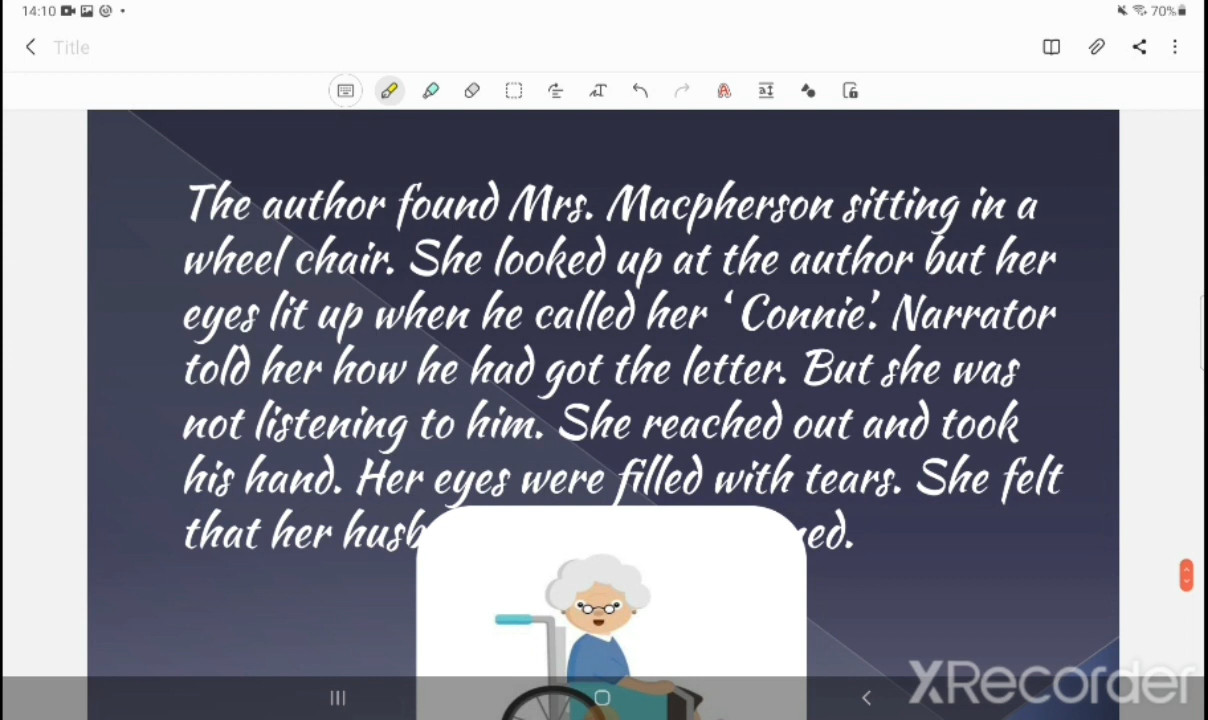 14:10
70%
Title
The author found Mrs. Macpherson sitting in a
wheel chair. She looked up at the author but her
eyes lit up when he called her ‘ Connie’. Narrator
told her how he had got the letter. But she was
not listening to him. She reached out and took
his hand. Her eyes were filled with tears. She felt
that her
XRecorder